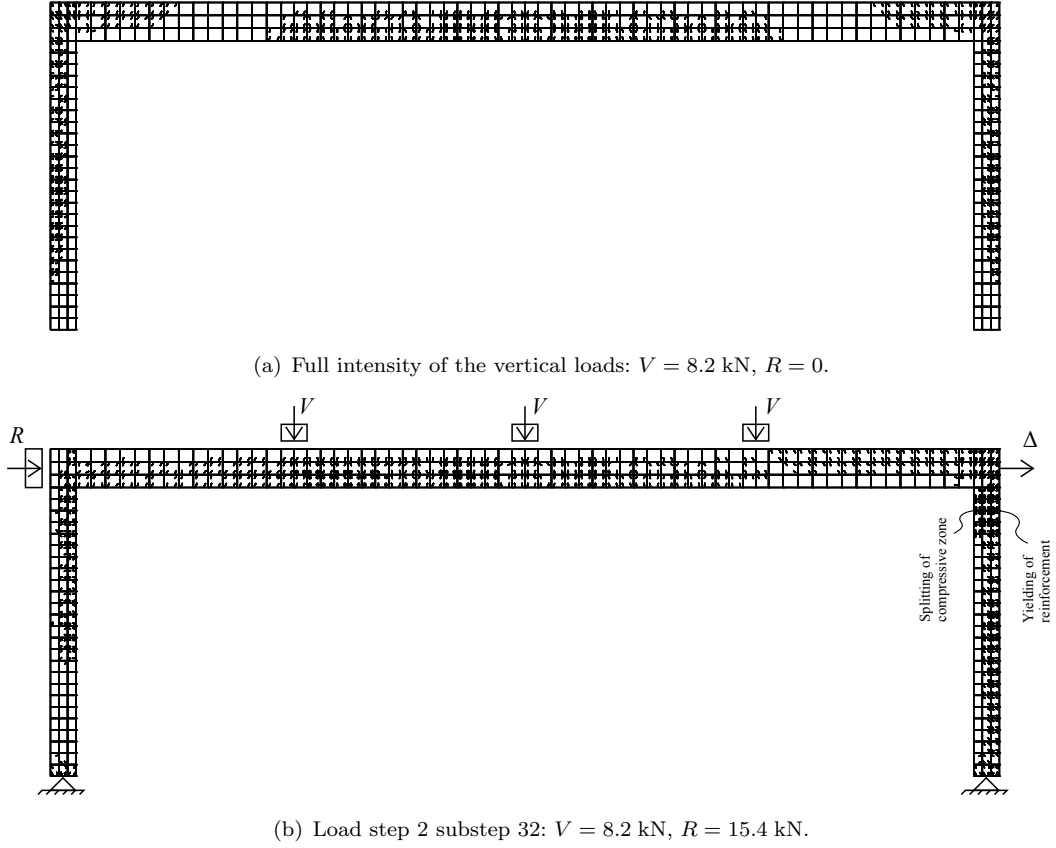 (a) Full intensity of the vertical loads: V = 8.2 kN, R = 0.
V V V
R
Δ
Splitting of
compressive zone
Yielding of
reinforcement
(b) Load step 2 substep 32: V = 8.2 kN, R = 15.4 kN.